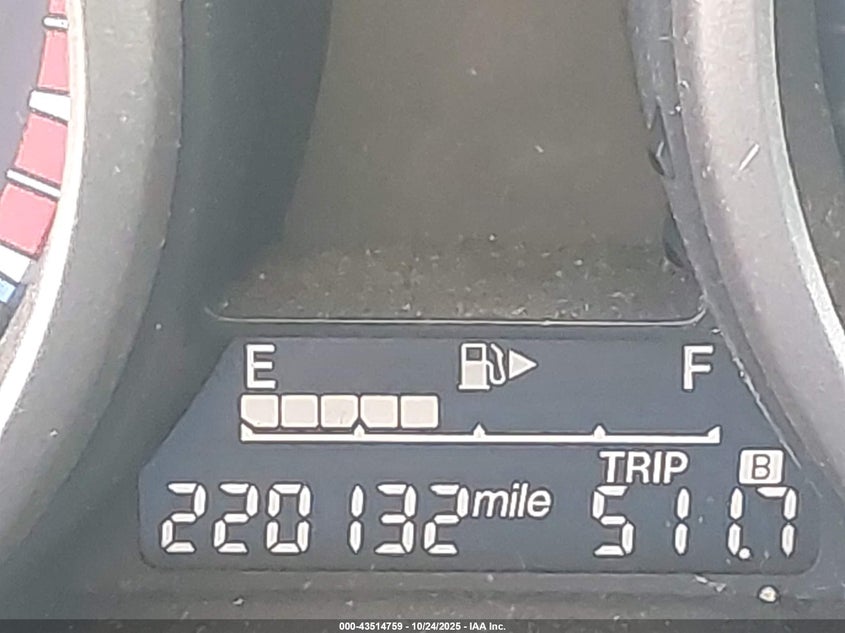 E F
TRIP B
220132 mile 511.7
000-43514759 - 10/24/2025 - IAA Inc.